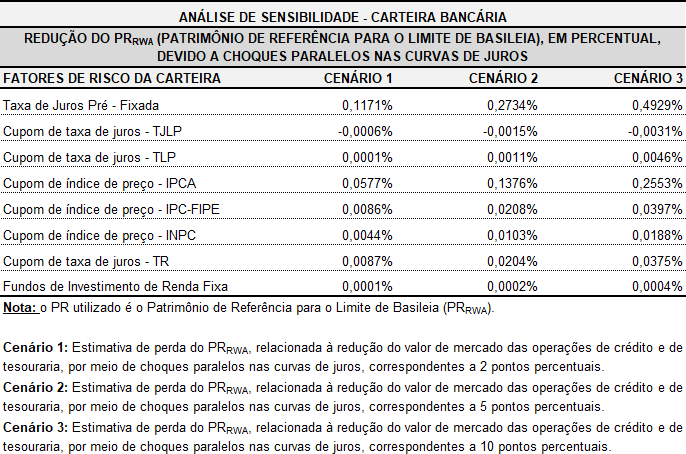 ANÁLISE DE SENSIBILIDADE - CARTEIRA BANCÁRIA
REDUÇÃO DO PRRWA (PATRIMÔNIO DE REFERÊNCIA PARA O LIMITE DE BASILEIA), EM PERCENTUAL,
DEVIDO A CHOQUES PARALELOS NAS CURVAS DE JUROS
FATORES DE RISCO DA CARTEIRA CENÁRIO 1 CENÁRIO 2 CENÁRIO 3
Taxa de Juros Pré - Fixada 0,1171% 0,2734% 0,4929%
Cupom de taxa de juros - TJLP -0,0006% -0,0015% -0,0031%
Cupom de taxa de juros - TLP 0,0001% 0,0011% 0,0046%
Cupom de índice de preço - IPCA 0,0577% 0,1376% 0,2553%
Cupom de índice de preço - IPC-FIPE 0,0086% 0,0208% 0,0397%
Cupom de índice de preço - INPC 0,0044% 0,0103% 0,0188%
Cupom de taxa de juros - TR 0,0087% 0,0204% 0,0375%
Fundos de Investimento de Renda Fixa 0,0001% 0,0002% 0,0004%
Nota: o PR utilizado é o Patrimônio de Referência para o Limite de Basileia (PRRWA).
Cenário 1: Estimativa de perda do PRRWA, relacionada à redução do valor de mercado das operações de crédito e de
tesouraria, por meio de choques paralelos nas curvas de juros, correspondentes a 2 pontos percentuais.
Cenário 2: Estimativa de perda do PRRWA, relacionada à redução do valor de mercado das operações de crédito e de
tesouraria, por meio de choques paralelos nas curvas de juros, correspondentes a 5 pontos percentuais.
Cenário 3: Estimativa de perda do PRRWA, relacionada à redução do valor de mercado das operações de crédito e de
tesouraria, por meio de choques paralelos nas curvas de juros, correspondentes a 10 pontos percentuais.